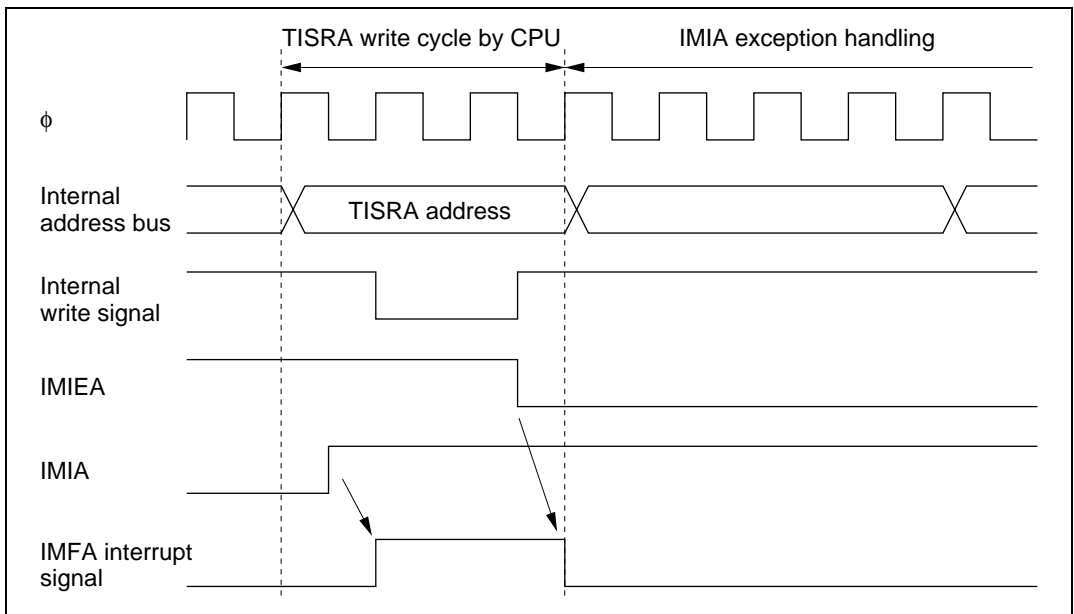 TISRA write cycle by CPU
IMIA exception handling
φ
Internal
address bus
TISRA address
Internal
write signal
IMIEA
IMIA
IMFA interrupt
signal